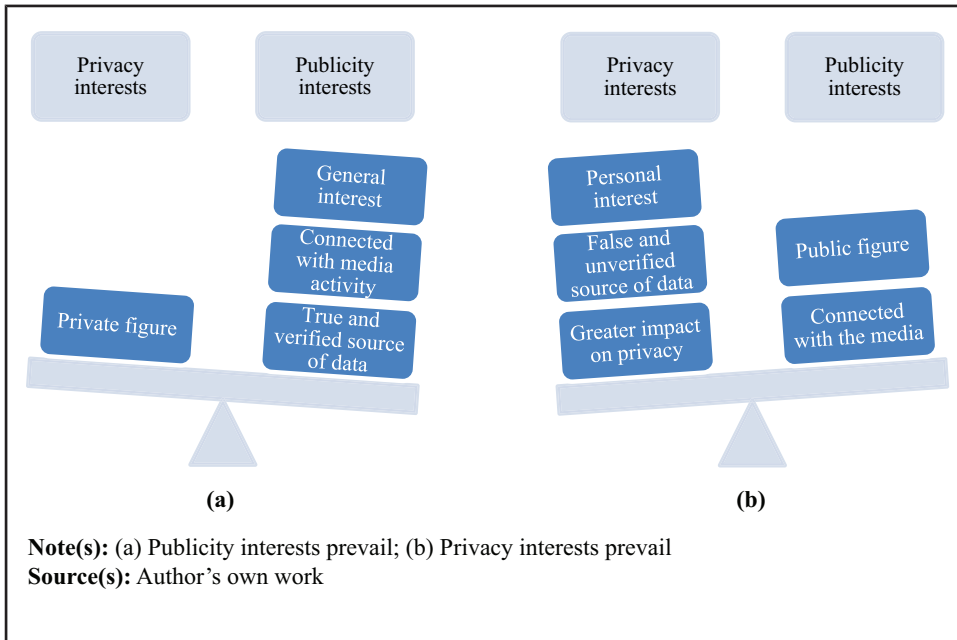 Privacy
interests
Publicity
interests
General
interest
Connected
with media
activity
Private figure
True and
verified source
of data
(a)
Privacy
interests
Publicity
interests
Personal
interest
False and
unverified
source of data
Public figure
Greater impact
on privacy
Connected
with the media
(b)
Note(s): (a) Publicity interests prevail; (b) Privacy interests prevail
Source(s): Author's own work